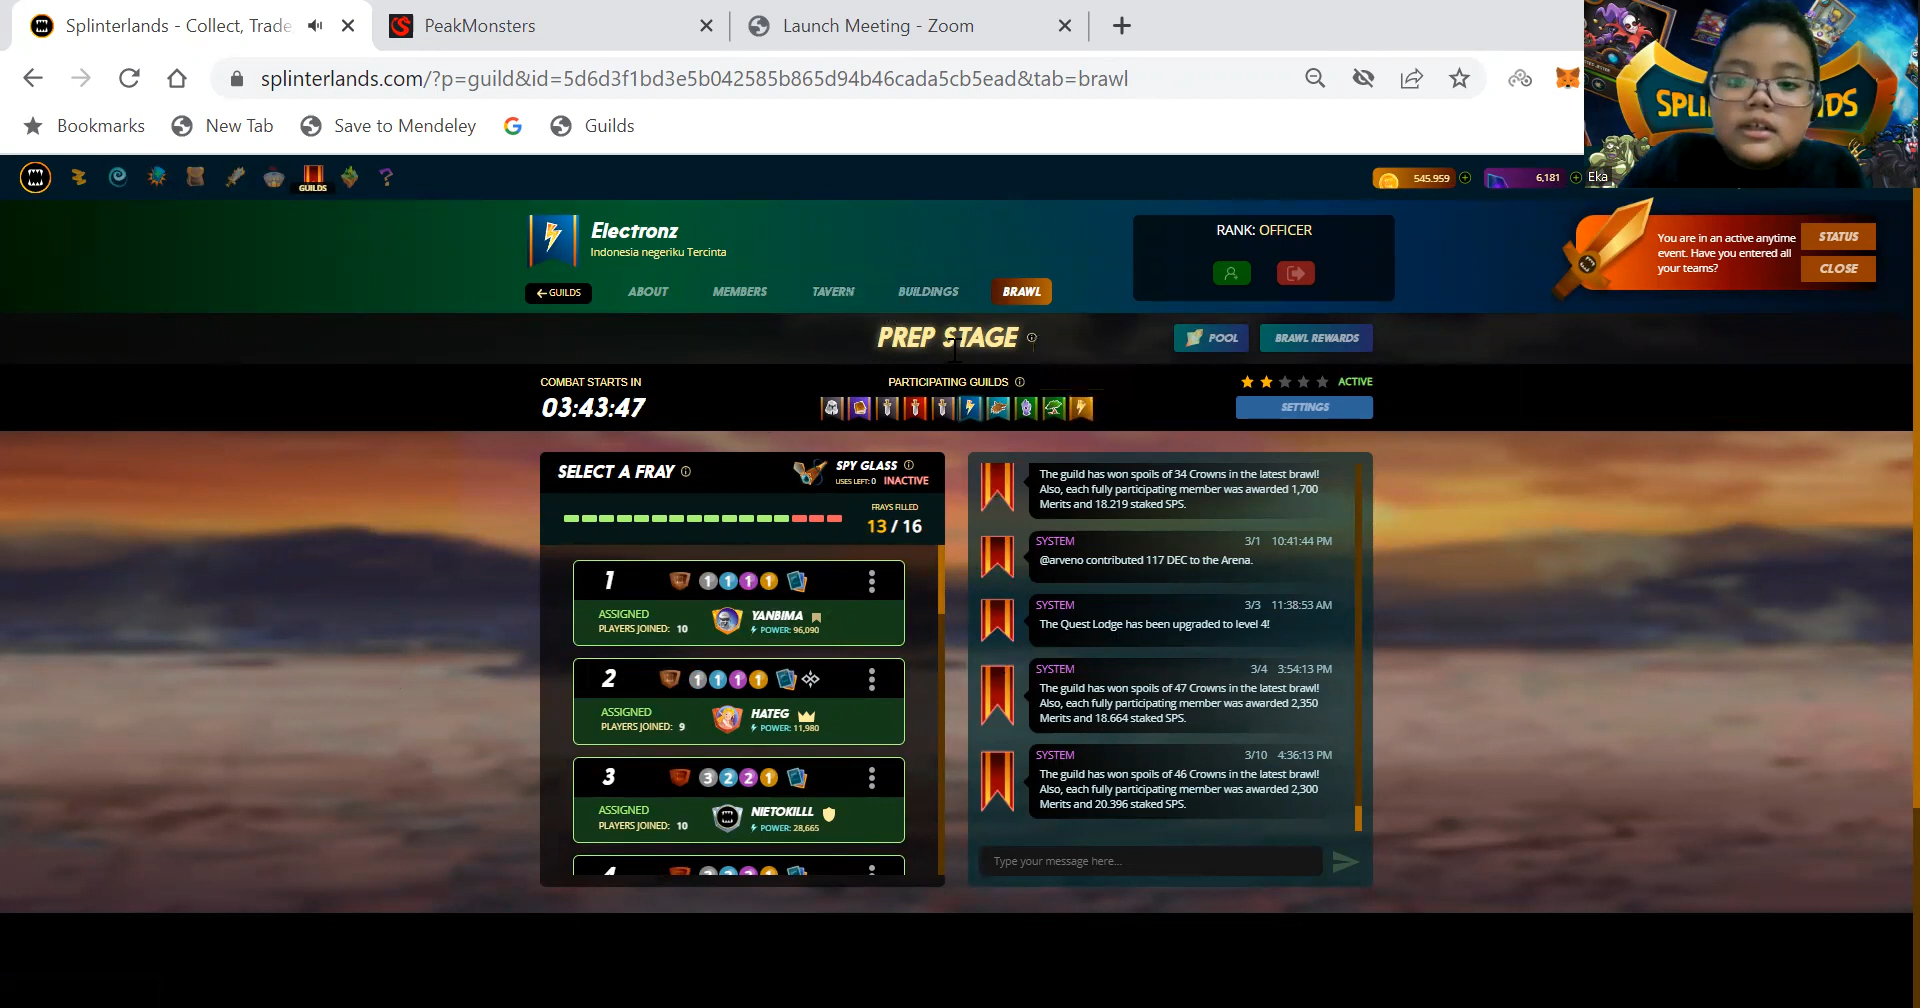 Splinterlands - Collect, Trade,
PeakMonsters
Launch Meeting - Zoom
splinterlands.com/?p=guild&id=5d6d3f1bd3e5b042585b865d94b46cada5cb5ead&tab=brawl
Bookmarks
New Tab
Save to Mendeley
Guilds
GUILDS
545.959
6,181
Eka
Electronz
Indonesia negeriku Tercinta
RANK: OFFICER
You are in an active anytime
event. Have you entered all
your teams?
STATUS
CLOSE
GUILDS
ABOUT
MEMBERS
TAVERN
BUILDINGS
BRAWL
PREP STAGE
POOL
BRAWL REWARDS
COMBAT STARTS IN
03:43:47
PARTICIPATING GUILDS
ACTIVE
SETTINGS
SELECT A FRAY
SPY GLASS
USES LEFT: 0 INACTIVE
FRAYS FILLED
13 / 16
1
1 1 1 1
ASSIGNED
PLAYERS JOINED: 10
YANBIMA
POWER: 96,090
2
1 1 1 1
ASSIGNED
PLAYERS JOINED: 9
HATEG
POWER: 11,980
3
3 2 2 1
ASSIGNED
PLAYERS JOINED: 10
NIETOKILLL
POWER: 28,665
The guild has won spoils of 34 Crowns in the latest brawl!
Also, each fully participating member was awarded 1,700
Merits and 18.219 staked SPS.
SYSTEM 3/1 10:41:44 PM
@arveno contributed 117 DEC to the Arena.
SYSTEM 3/3 11:38:53 AM
The Quest Lodge has been upgraded to level 4!
SYSTEM 3/4 3:54:13 PM
The guild has won spoils of 47 Crowns in the latest brawl!
Also, each fully participating member was awarded 2,350
Merits and 18.664 staked SPS.
SYSTEM 3/10 4:36:13 PM
The guild has won spoils of 46 Crowns in the latest brawl!
Also, each fully participating member was awarded 2,300
Merits and 20.396 staked SPS.
Type your message here...